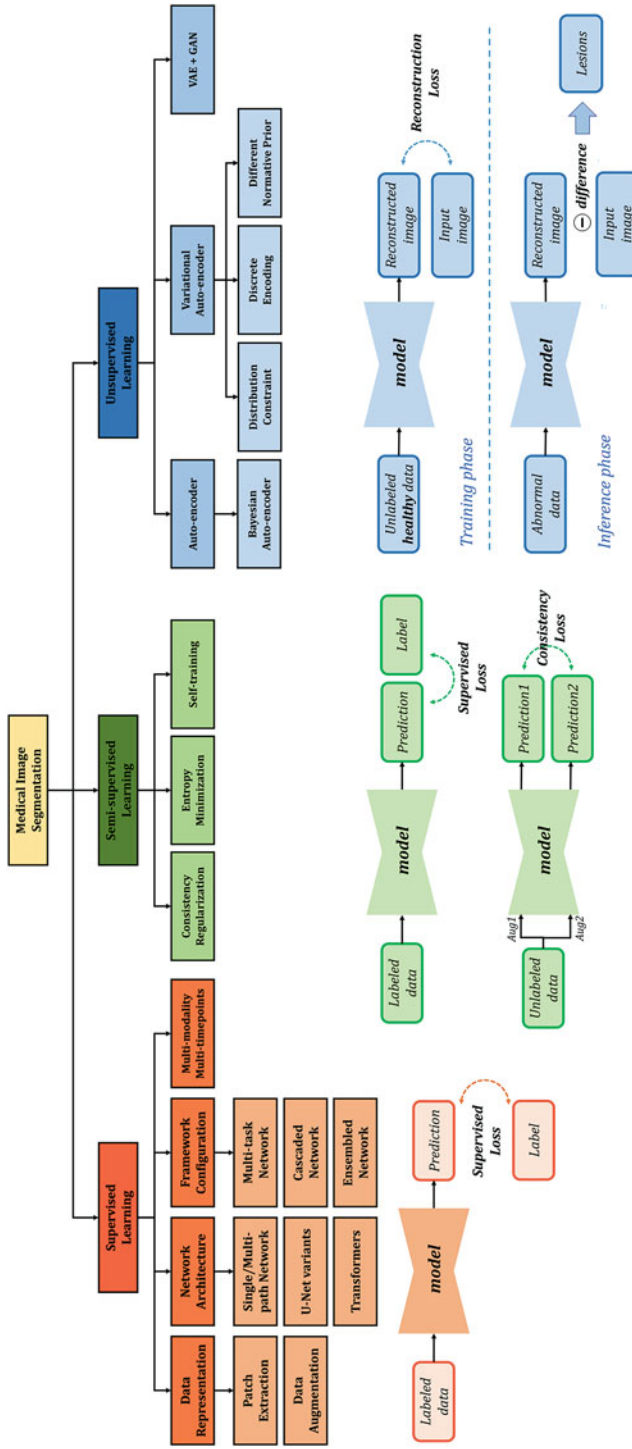 Medical Image
Segmentation
Supervised
Learning
Semi-supervised
Learning
Unsupervised
Learning
Data
Representation
Network
Architecture
Framework
Configuration
Multi-modality
Multi-timepoints
Consistency
Regularization
Entropy
Minimization
Self-training
Auto-encoder
Variational
Auto-encoder
VAE + GAN
Patch
Extraction
Data
Augmentation
Single/Multi-
path Network
U-Net variants
Transformers
Multi-task
Network
Cascaded
Network
Ensembled
Network
Bayesian
Auto-encoder
Distribution
Constraint
Discrete
Encoding
Different
Normative Prior
Labeled
data
model
Prediction
Supervised
Loss
Label
Labeled
data
model
Prediction
Label
Supervised
Loss
Unlabeled
data
Aug1
Aug2
model
Prediction1
Prediction2
Consistency
Loss
Unlabeled
healthy data
model
Reconstructed
image
Input
image
Reconstruction
Loss
Training phase
Abnormal
data
model
Reconstructed
image
− difference
Input
image
Lesions
Inference phase